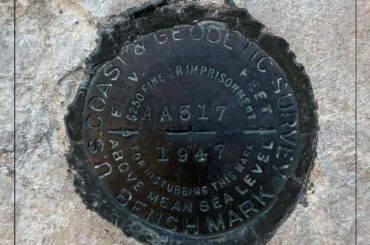 U.S. COAST & GEODETIC SURVEY
ELEV. FEET
$250 FINE OR IMPRISONMENT
AA317
1947
FOR DISTURBING THIS MARK
ABOVE MEAN SEA LEVEL
BENCH MARK